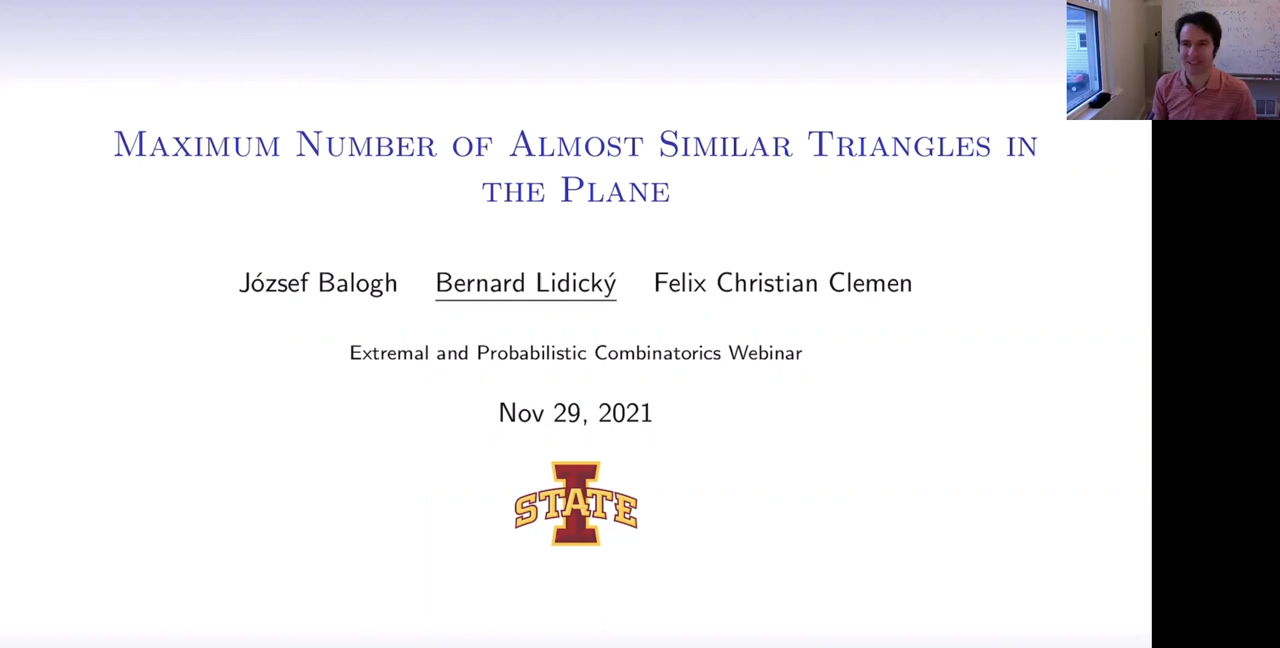 Maximum Number of Almost Similar Triangles in
the Plane
József Balogh Bernard Lidický Felix Christian Clemen
Extremal and Probabilistic Combinatorics Webinar
Nov 29, 2021
I
STATE